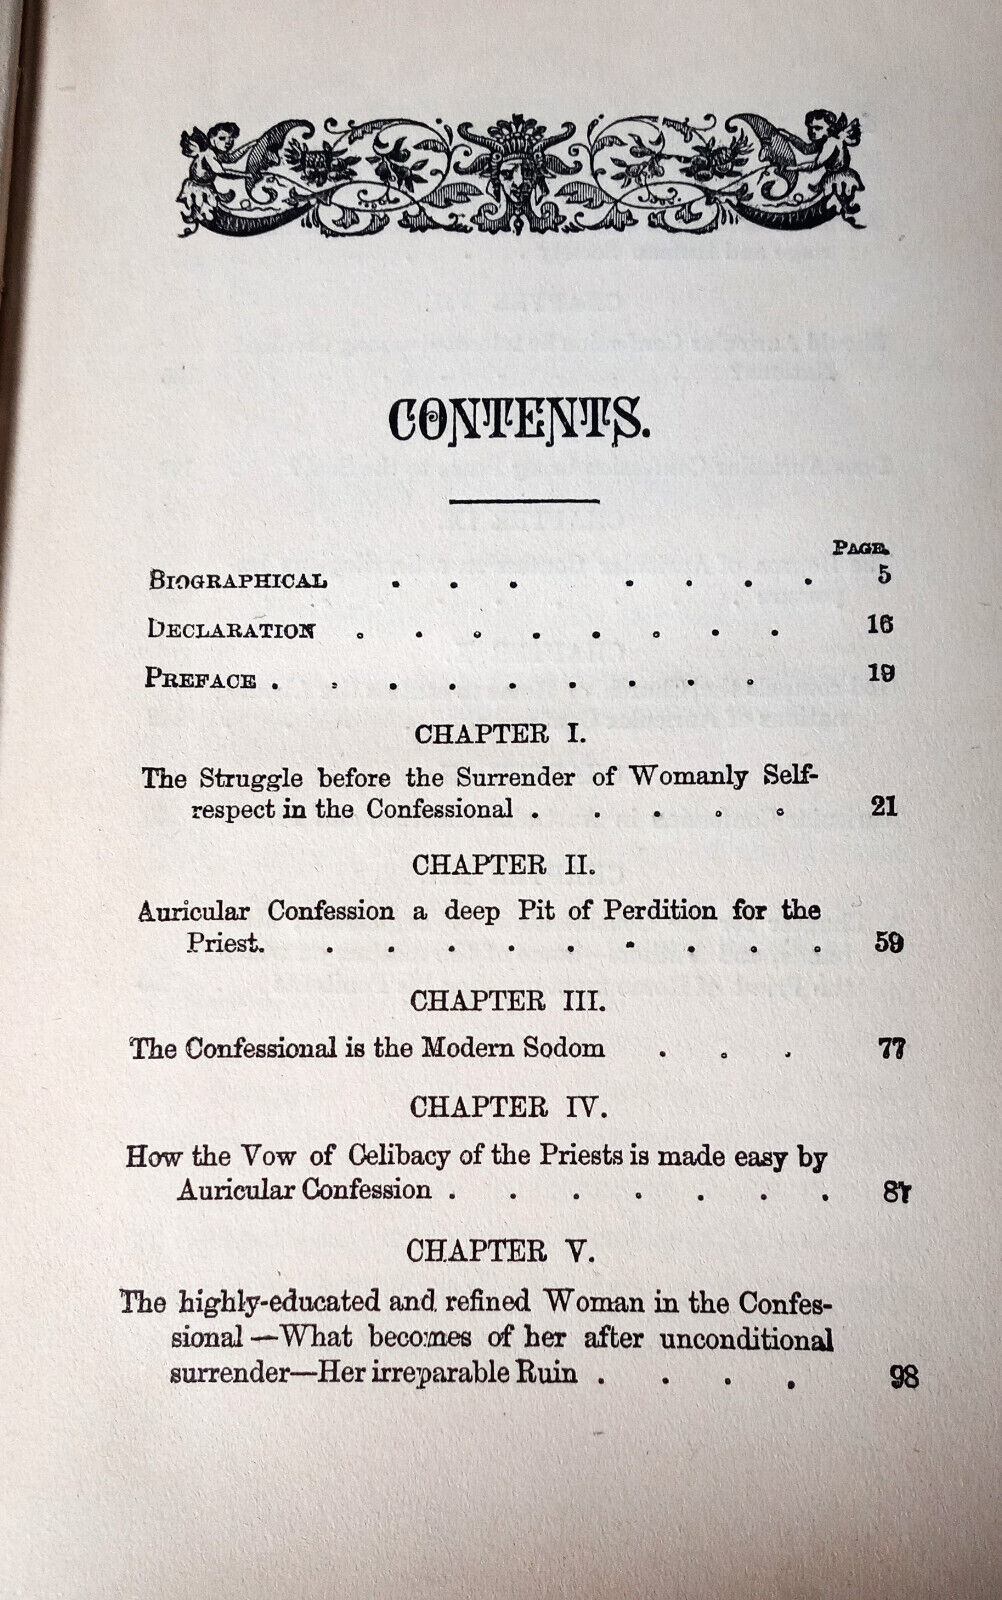 CONTENTS.
PAGE.
BIOGRAPHICAL . . . . . . . 5
DECLARATION . . . . . . . . 16
PREFACE . . . . . . . . . 19
CHAPTER I.
The Struggle before the Surrender of Womanly Self-
respect in the Confessional . . . . . 21
CHAPTER II.
Auricular Confession a deep Pit of Perdition for the
Priest. . . . . . . . . . 59
CHAPTER III.
The Confessional is the Modern Sodom . . . 77
CHAPTER IV.
How the Vow of Celibacy of the Priests is made easy by
Auricular Confession . . . . . . . 87
CHAPTER V.
The highly-educated and refined Woman in the Confes-
sional—What becomes of her after unconditional
surrender—Her irreparable Ruin . . . . 98